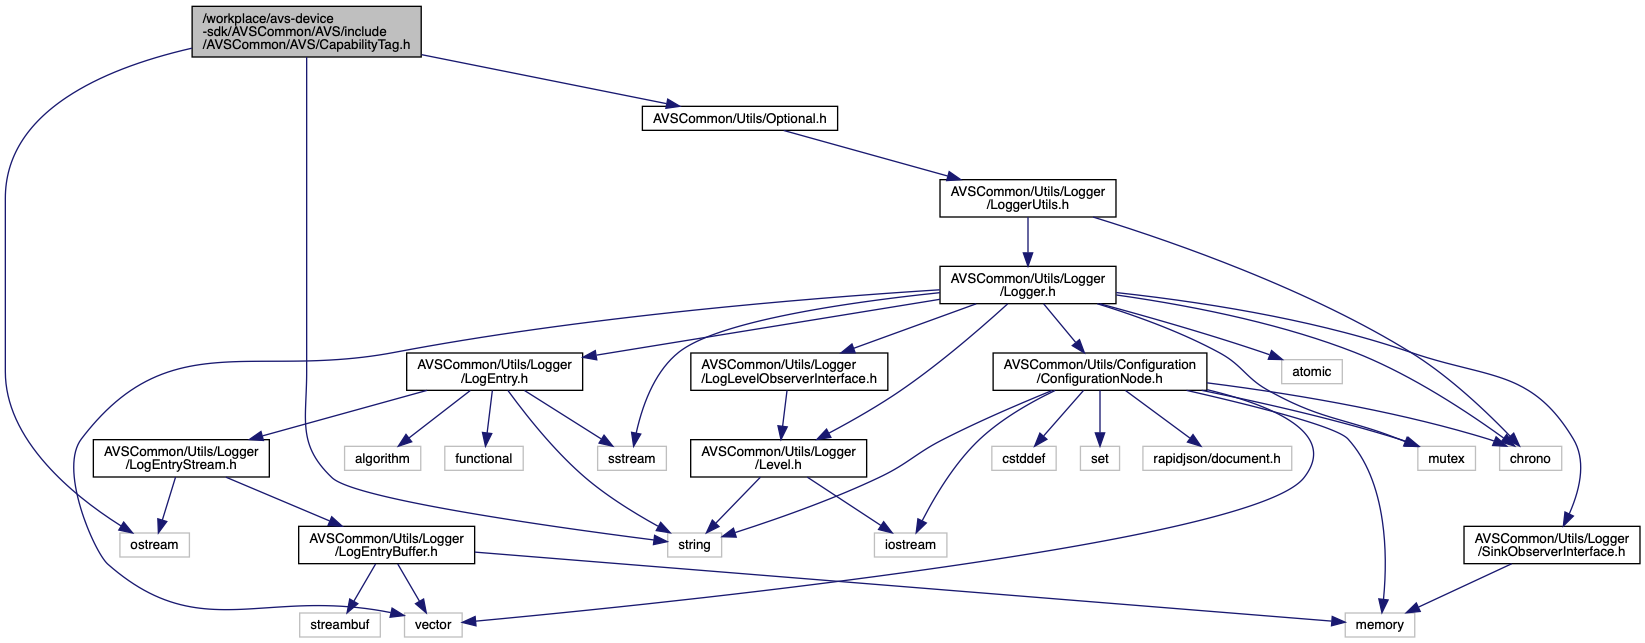 /workplace/avs-device
-sdk/AVSCommon/AVS/include
/AVSCommon/AVS/CapabilityTag.h
AVSCommon/Utils/Optional.h
AVSCommon/Utils/Logger
/LoggerUtils.h
AVSCommon/Utils/Logger
/Logger.h
AVSCommon/Utils/Logger
/LogEntry.h
AVSCommon/Utils/Logger
/LogLevelObserverInterface.h
AVSCommon/Utils/Configuration
/ConfigurationNode.h
atomic
AVSCommon/Utils/Logger
/LogEntryStream.h
algorithm
functional
sstream
AVSCommon/Utils/Logger
/Level.h
cstddef
set
rapidjson/document.h
mutex
chrono
ostream
AVSCommon/Utils/Logger
/LogEntryBuffer.h
string
iostream
AVSCommon/Utils/Logger
/SinkObserverInterface.h
streambuf
vector
memory